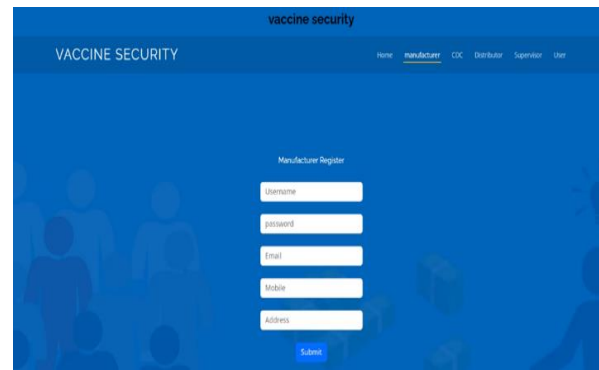 vaccine security
VACCINE SECURITY
Home manufacturer CDC Distributor Supervisor User
Manufacturer Register
Username
password
Email
Mobile
Address
Submit